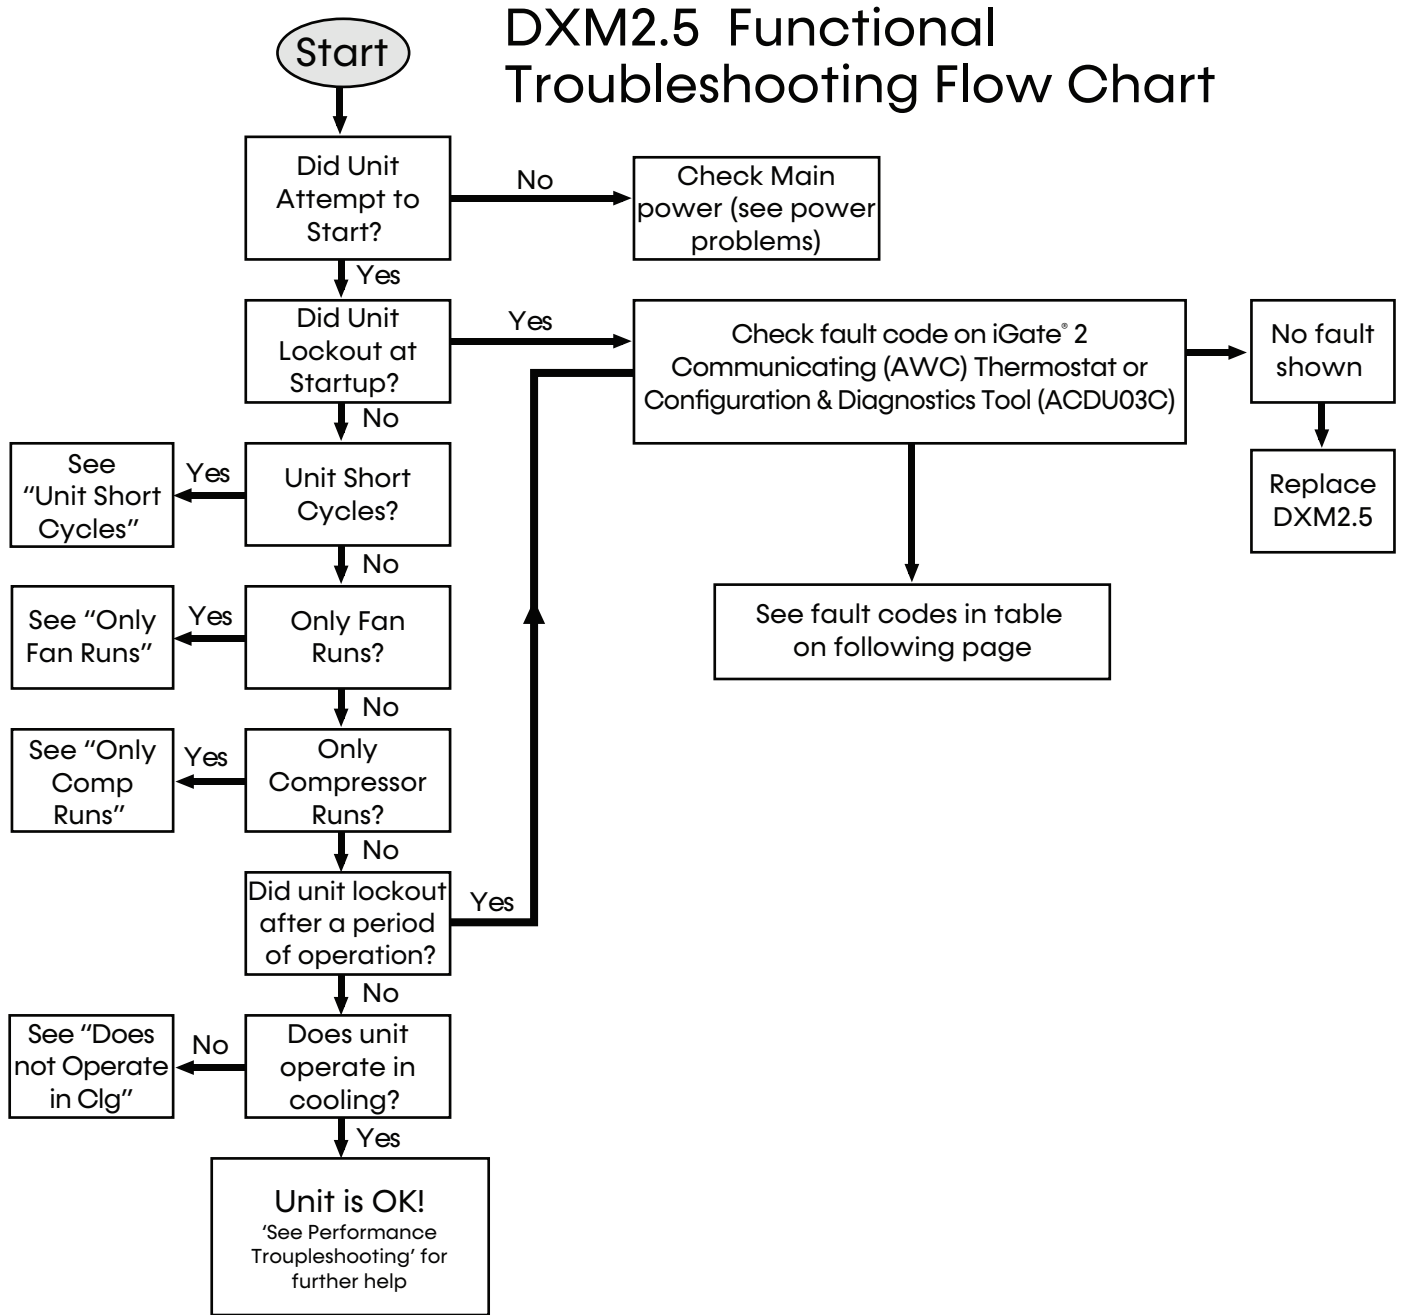 DXM2.5 Functional
Troubleshooting Flow Chart
Start
Did Unit
Attempt to
Start?
No
Check Main
power (see power
problems)
Yes
Did Unit
Lockout at
Startup?
Yes
Check fault code on iGate® 2
Communicating (AWC) Thermostat or
Configuration & Diagnostics Tool (ACDU03C)
No fault
shown
Replace
DXM2.5
See fault codes in table
on following page
No
Unit Short
Cycles?
Yes
See
“Unit Short
Cycles”
No
Only Fan
Runs?
Yes
See “Only
Fan Runs”
No
Only
Compressor
Runs?
Yes
See “Only
Comp
Runs”
No
Did unit lockout
after a period
of operation?
Yes
No
Does unit
operate in
cooling?
No
See “Does
not Operate
in Clg”
Yes
Unit is OK!
‘See Performance
Troupleshooting’ for
further help